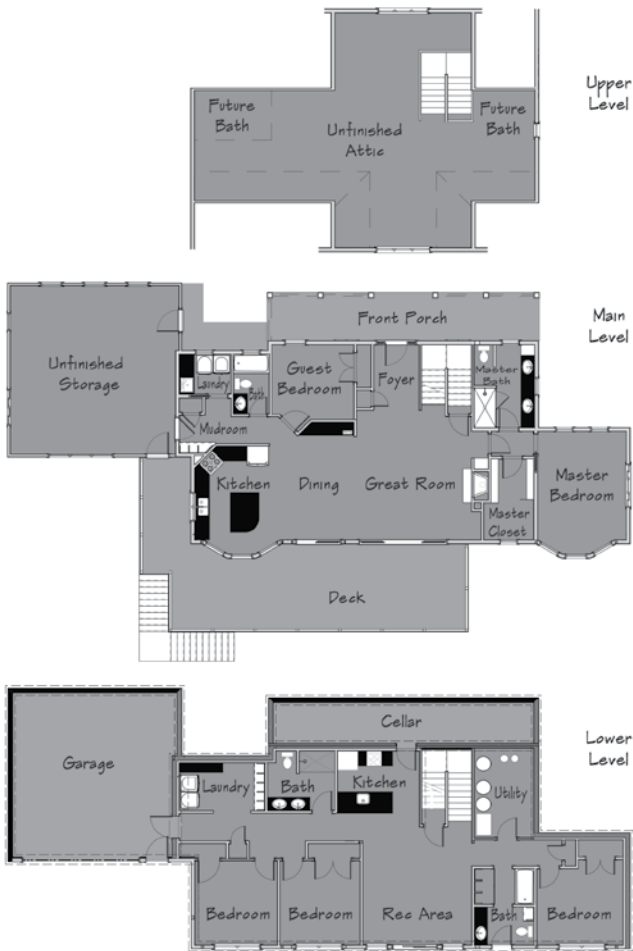 Upper
Level
Future
Bath
Unfinished
Attic
Future
Bath
Main
Level
Front Porch
Unfinished
Storage
Laundry
Bath
Guest
Bedroom
Foyer
Master
Bath
Mudroom
Kitchen
Dining
Great Room
Master
Closet
Master
Bedroom
Deck
Lower
Level
Cellar
Garage
Laundry
Bath
Kitchen
Utility
Bedroom
Bedroom
Rec Area
Bath
Bedroom